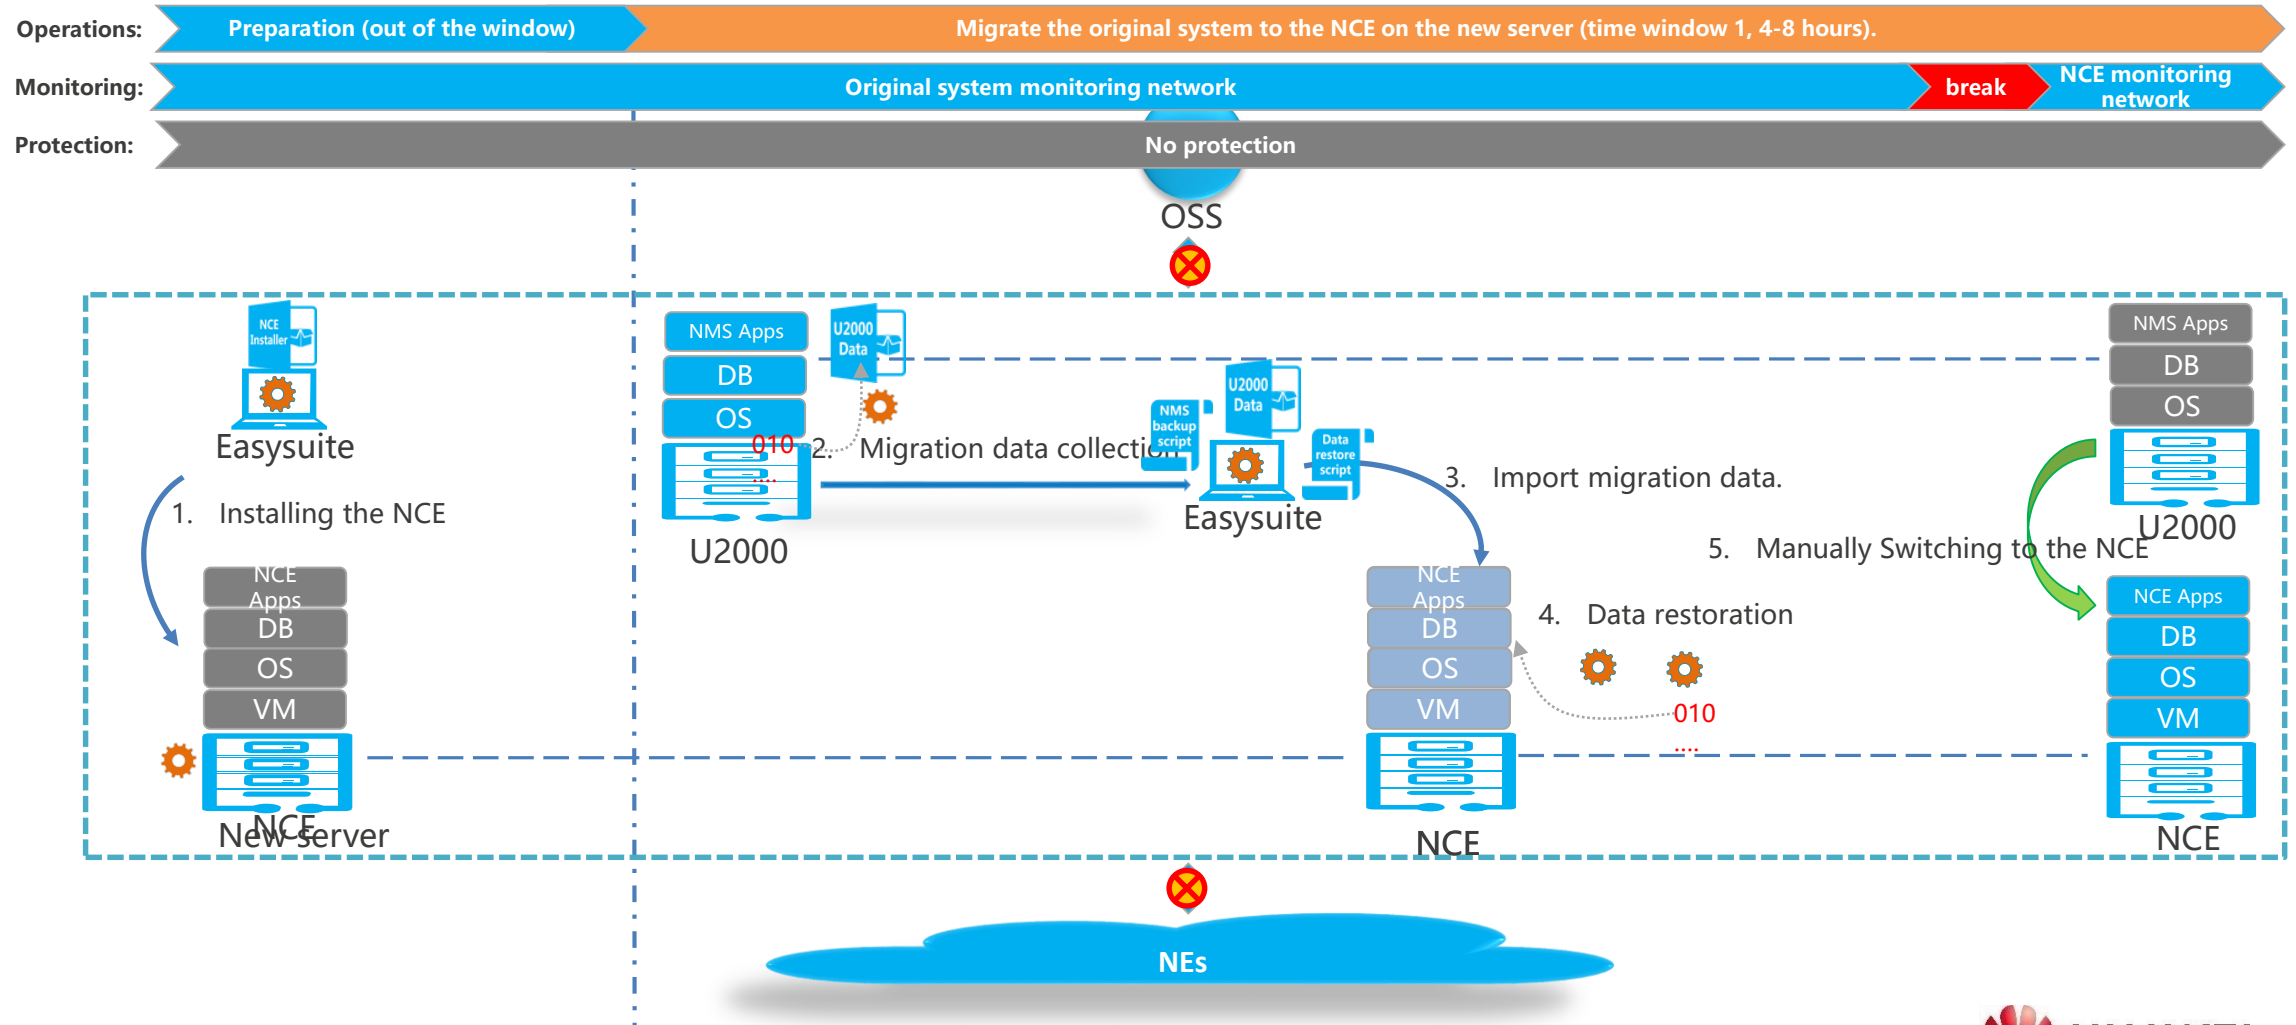 Operations:
Preparation (out of the window)
Migrate the original system to the NCE on the new server (time window 1, 4-8 hours).
Monitoring:
Original system monitoring network
break
NCE monitoring
network
Protection:
No protection
OSS
NCE
Installer
Easysuite
1. Installing the NCE
NCE
Apps
DB
OS
VM
NCE
New server
NMS Apps
DB
OS
010
....
U2000
U2000
Data
2. Migration data collection
NMS
backup
script
U2000
Data
Data
restore
script
Easysuite
3. Import migration data.
NCE
Apps
DB
OS
VM
NCE
4. Data restoration
010
....
5. Manually Switching to the NCE
NMS Apps
DB
OS
U2000
NCE Apps
DB
OS
VM
NCE
NEs